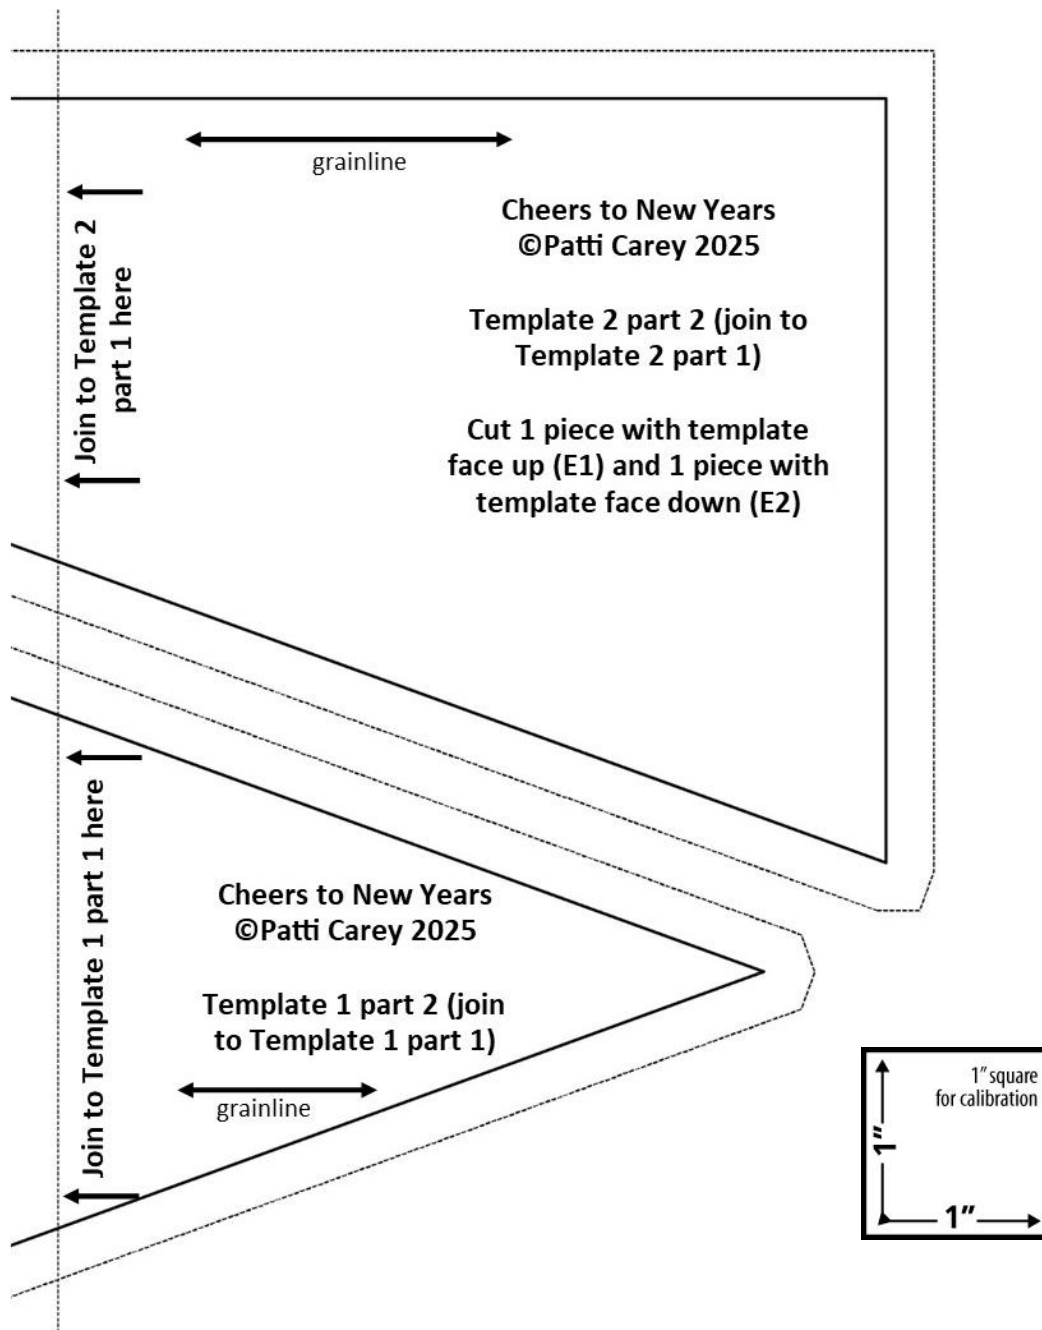 grainline
Cheers to New Years
©Patti Carey 2025
Join to Template 2
part 1 here
Template 2 part 2 (join to
Template 2 part 1)
Cut 1 piece with template
face up (E1) and 1 piece with
template face down (E2)
Join to Template 1 part 1 here
Cheers to New Years
©Patti Carey 2025
Template 1 part 2 (join
to Template 1 part 1)
grainline
1" square
for calibration
1"
1"